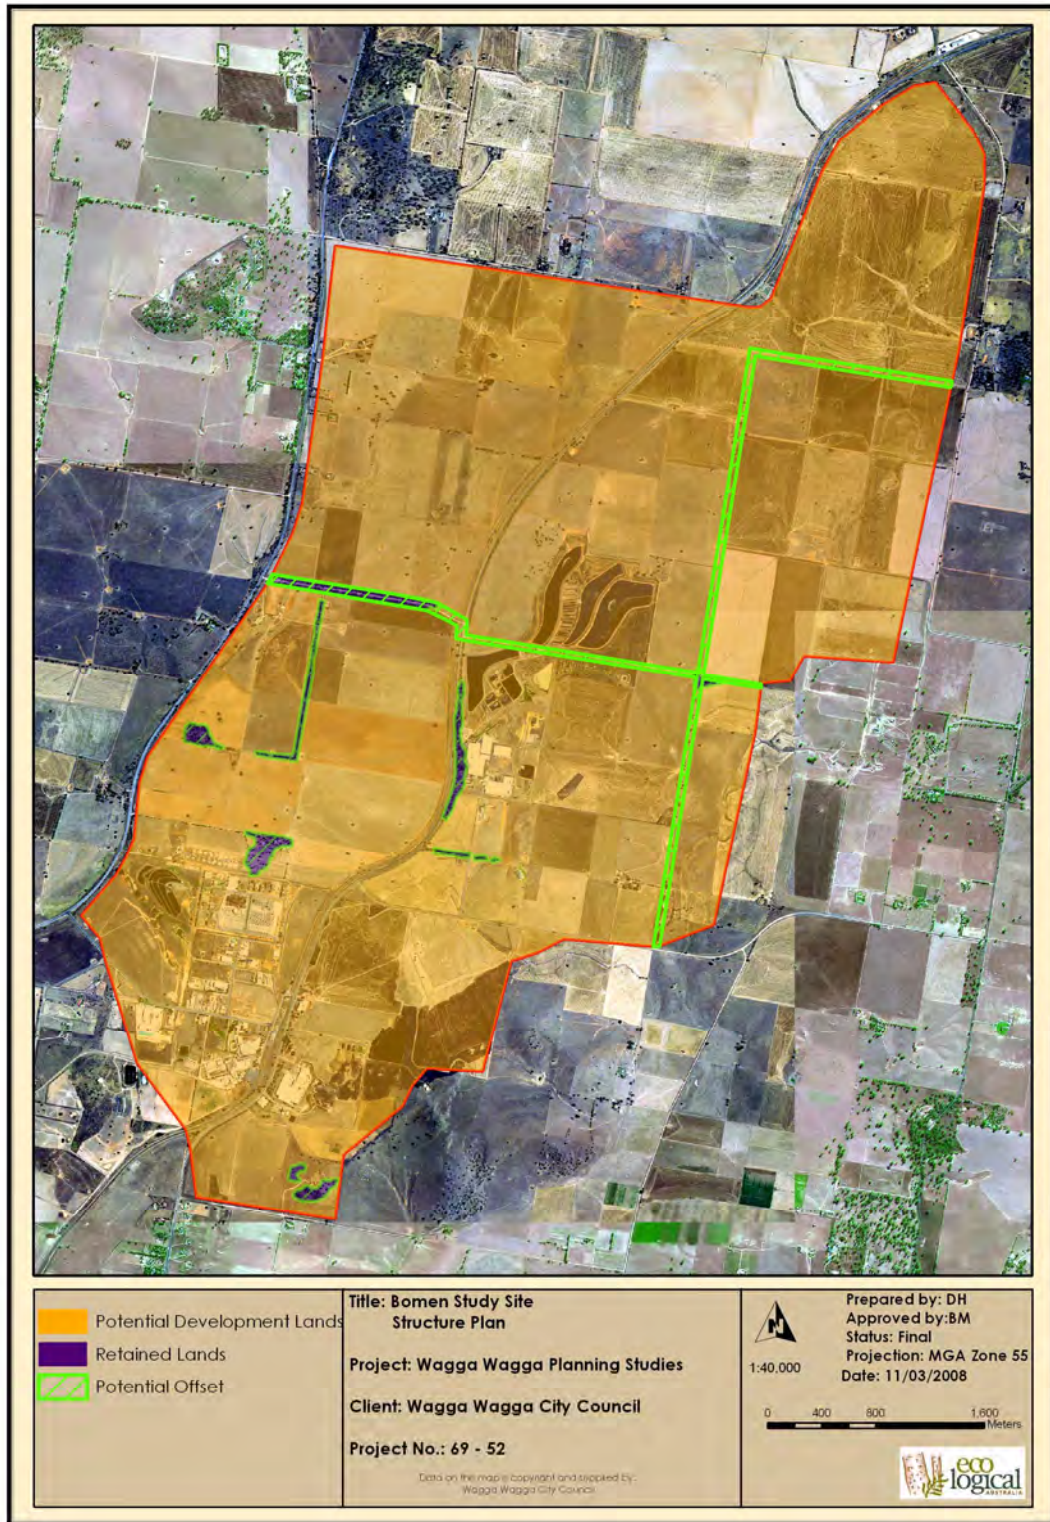 Potential Development Lands
Retained Lands
Potential Offset
Title: Bomen Study Site
Structure Plan
Project: Wagga Wagga Planning Studies
Client: Wagga Wagga City Council
Project No.: 69 - 52
Data on the map is copyright and supplied by:
Wagga Wagga City Council
N
1:40,000
Prepared by: DH
Approved by:BM
Status: Final
Projection: MGA Zone 55
Date: 11/03/2008
0 400 800 1,600
Meters
eco
logical
AUSTRALIA